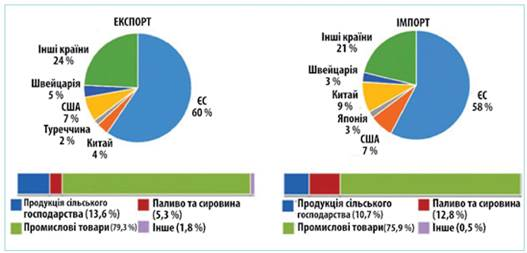 ЕКСПОРТ
Інші країни
24 %
Швейцарія
5 %
США
7 %
Туреччина
2 %
Китай
4 %
ЄС
60 %
Продукція сільського
господарства (13,6 %)
Паливо та сировина
(5,3 %)
Промислові товари (79,3 %)
Інше (1,8 %)
ІМПОРТ
Інші країни
21 %
Швейцарія
3 %
Китай
9 %
Японія
3 %
США
7 %
ЄС
58 %
Продукція сільського
господарства (10,7 %)
Паливо та сировина
(12,8 %)
Промислові товари (75,9 %)
Інше (0,5 %)